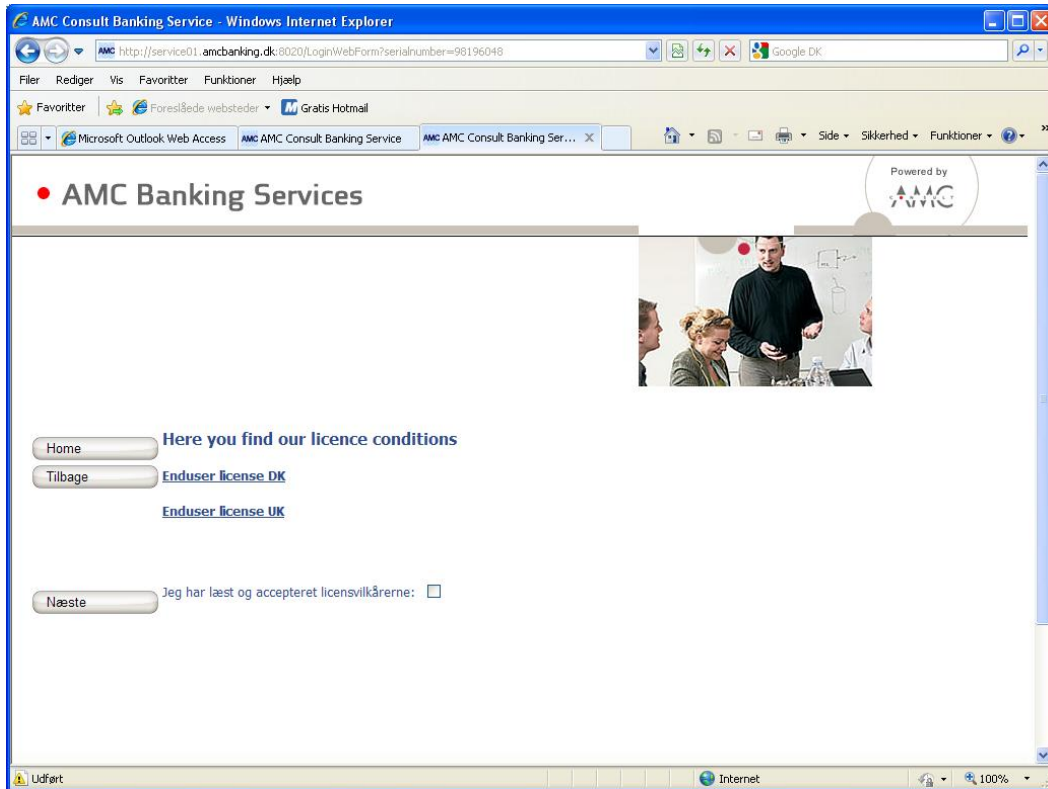 AMC Consult Banking Service - Windows Internet Explorer
AMC http://service01.amcbanking.dk:8020/LoginWebForm?serialnumber=98196048
Google DK
Filer Rediger Vis Favoritter Funktioner Hjælp
Favoritter Foreslåede websteder Gratis Hotmail
Microsoft Outlook Web Access AMC AMC Consult Banking Service AMC AMC Consult Banking Ser... X Side Sikkerhed Funktioner »
AMC Banking Services
Powered by
AMC
Home
Here you find our licence conditions
Tilbage
Enduser license DK
Enduser license UK
Jeg har læst og accepteret licensvilkårerne:
Næste
Udført Internet 100%